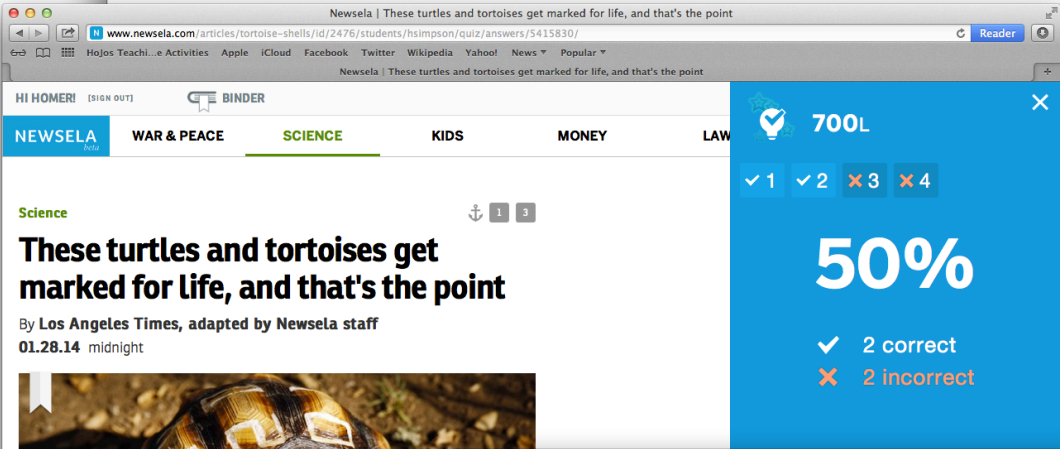 Newsela | These turtles and tortoises get marked for life, and that's the point
www.newsela.com/articles/tortoise-shells/id/2476/students/hsimpson/quiz/answers/5415830/
Reader
HoJos Teachi...e Activities Apple iCloud Facebook Twitter Wikipedia Yahoo! News Popular
Newsela | These turtles and tortoises get marked for life, and that's the point
HI HOMER! [SIGN OUT] BINDER
NEWSELA beta WAR & PEACE SCIENCE KIDS MONEY LAW
Science 1 3
These turtles and tortoises get
marked for life, and that's the point
By Los Angeles Times, adapted by Newsela staff
01.28.14 midnight
700L
1 2 3 4
50%
2 correct
2 incorrect